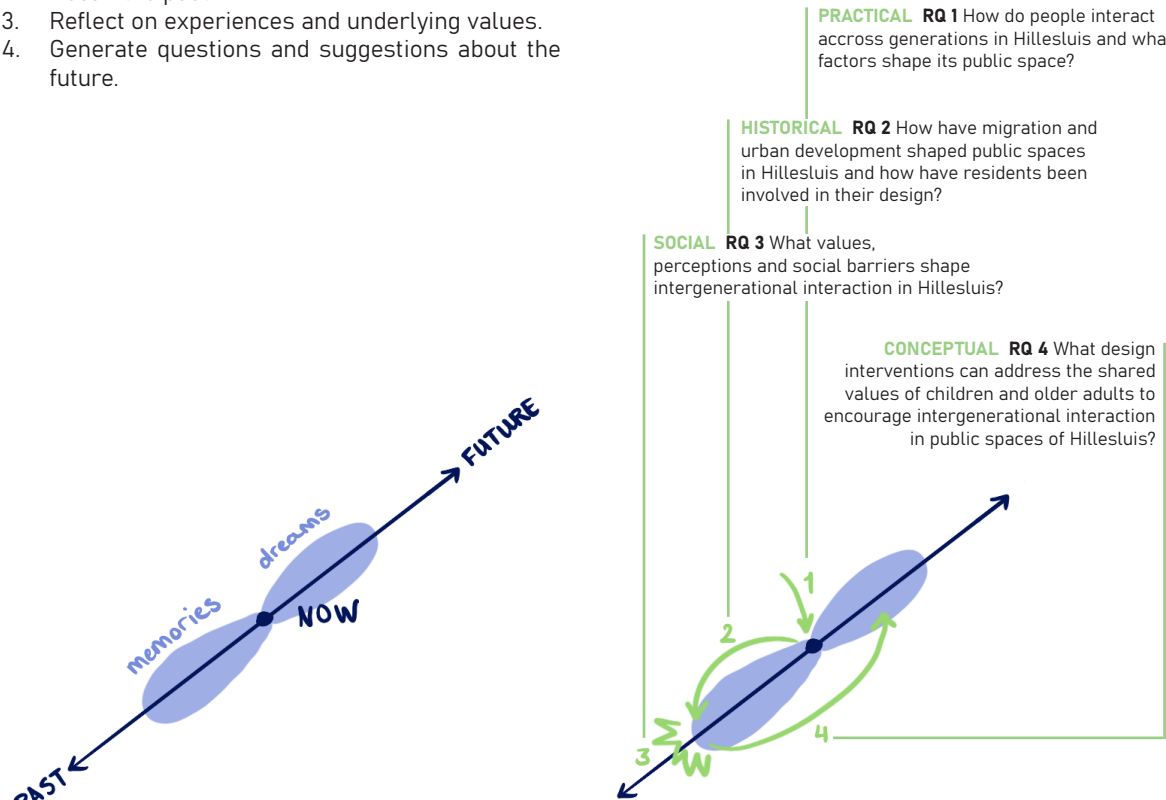 3. Reflect on experiences and underlying values.
4. Generate questions and suggestions about the
future.
PRACTICAL RQ 1 How do people interact
accross generations in Hillesluis and wha
factors shape its public space?
HISTORICAL RQ 2 How have migration and
urban development shaped public spaces
in Hillesluis and how have residents been
involved in their design?
SOCIAL RQ 3 What values,
perceptions and social barriers shape
intergenerational interaction in Hillesluis?
CONCEPTUAL RQ 4 What design
interventions can address the shared
values of children and older adults to
encourage intergenerational interaction
in public spaces of Hillesluis?
FUTURE
dreams
NOW
memories
PAST
1
2
3
4